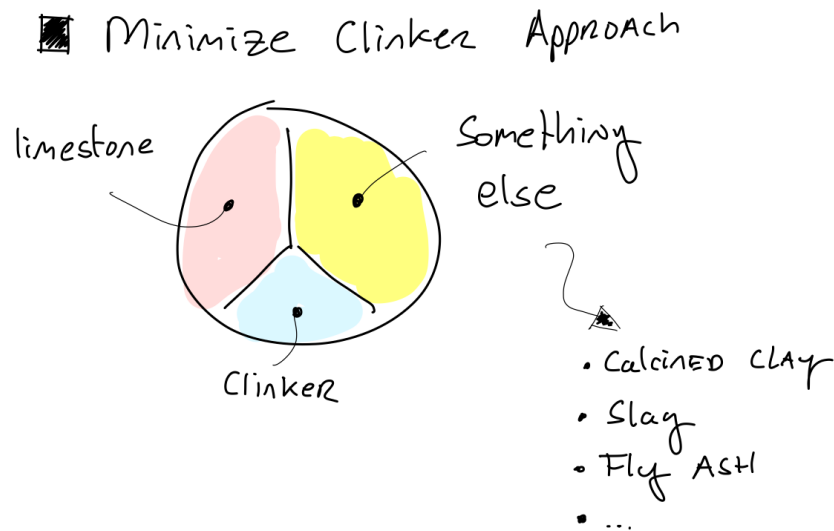 Minimize Clinker Approach
limestone
Something
else
Clinker
• Calcined Clay
• Slag
• Fly Ash
• ...